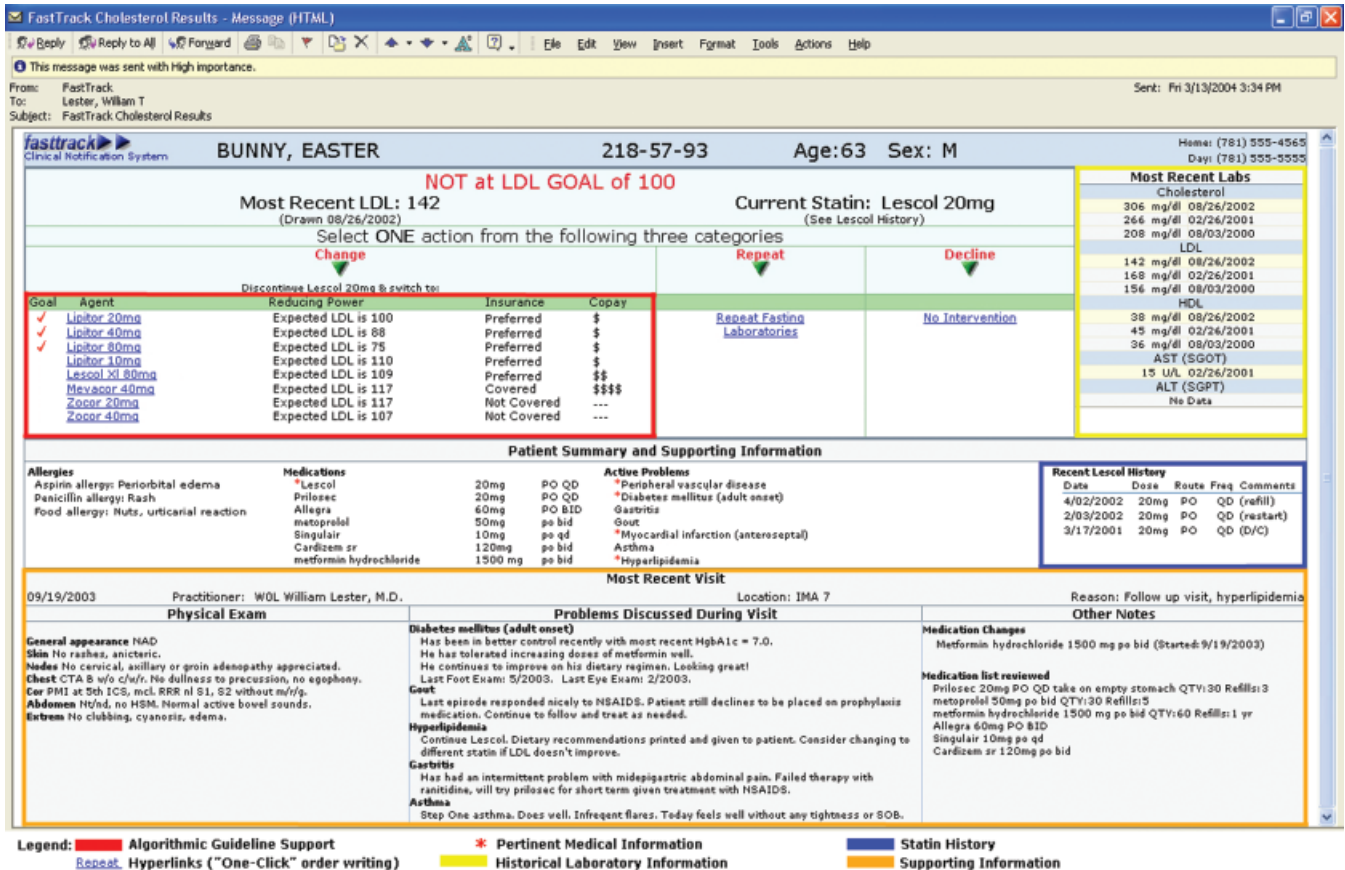 FastTrack Cholesterol Results - Message (HTML)
Reply Reply to All Forward File Edit View Insert Format Tools Actions Help
This message was sent with High importance.
From: FastTrack Sent: Fri 3/13/2004 3:34 PM
To: Lester, William T
Subject: FastTrack Cholesterol Results
fasttrack
Clinical Notification System
BUNNY, EASTER 218-57-93 Age:63 Sex: M
Home: (781) 555-4565
Day: (781) 555-5555
NOT at LDL GOAL of 100
Most Recent LDL: 142 Current Statin: Lescol 20mg
(Drawn 08/26/2002) (See Lescol History)
Select ONE action from the following three categories
Change Repeat Decline
Discontinue Lescol 20mg & switch to:
Goal Agent Reducing Power Insurance Copay
✓ Lipitor 20mg Expected LDL is 100 Preferred $
✓ Lipitor 40mg Expected LDL is 88 Preferred $
✓ Lipitor 80mg Expected LDL is 75 Preferred $
Lipitor 10mg Expected LDL is 110 Preferred $
Lescol Xl 80mg Expected LDL is 109 Preferred $$
Mevacor 40mg Expected LDL is 117 Covered $$$$
Zocor 20mg Expected LDL is 117 Not Covered ---
Zocor 40mg Expected LDL is 107 Not Covered ---
Repeat Fasting
Laboratories
No Intervention
Most Recent Labs
Cholesterol
306 mg/dl 08/26/2002
266 mg/dl 02/26/2001
208 mg/dl 08/03/2000
LDL
142 mg/dl 08/26/2002
168 mg/dl 02/26/2001
156 mg/dl 08/03/2000
HDL
38 mg/dl 08/26/2002
45 mg/dl 02/26/2001
36 mg/dl 08/03/2000
AST (SGOT)
15 U/L 02/26/2001
ALT (SGPT)
No Data
Patient Summary and Supporting Information
Allergies
Aspirin allergy: Periorbital edema
Penicillin allergy: Rash
Food allergy: Nuts, urticarial reaction
Medications
*Lescol 20mg PO QD
Prilosec 20mg PO QD
Allegra 60mg PO BID
metoprolol 50mg po bid
Singulair 10mg po qd
Cardizem sr 120mg po bid
metformin hydrochloride 1500 mg po bid
Active Problems
*Peripheral vascular disease
*Diabetes mellitus (adult onset)
Gastritis
Gout
*Myocardial infarction (anteroseptal)
Asthma
*Hyperlipidemia
Recent Lescol History
Date Dose Route Freq Comments
4/02/2002 20mg PO QD (refill)
2/03/2002 20mg PO QD (restart)
3/17/2001 20mg PO QD (D/C)
Most Recent Visit
09/19/2003 Practitioner: W0L William Lester, M.D. Location: IMA 7 Reason: Follow up visit, hyperlipidemia
Physical Exam
General appearance NAD
Skin No rashes, anicteric.
Nodes No cervical, axillary or groin adenopathy appreciated.
Chest CTA B w/o c/w/r. No dullness to precussion, no egophony.
Cor PMI at 5th ICS, mcl. RRR nl S1, S2 without m/r/g.
Abdomen Nt/nd, no HSM. Normal active bowel sounds.
Extrem No clubbing, cyanosis, edema.
Problems Discussed During Visit
Diabetes mellitus (adult onset)
Has been in better control recently with most recent HgbA1c = 7.0.
He has tolerated increasing doses of metformin well.
He continues to improve on his dietary regimen. Looking great!
Last Foot Exam: 5/2003. Last Eye Exam: 2/2003.
Gout
Last episode responded nicely to NSAIDS. Patient still declines to be placed on prophylaxis
medication. Continue to follow and treat as needed.
Hyperlipidemia
Continue Lescol. Dietary recommendations printed and given to patient. Consider changing to
different statin if LDL doesn't improve.
Gastritis
Has had an intermittent problem with midepigastric abdominal pain. Failed therapy with
ranitidine, will try prilosec for short term given treatment with NSAIDS.
Asthma
Step One asthma. Does well. Infreqent flares. Today feels well without any tightness or SOB.
Other Notes
Medication Changes
Metformin hydrochloride 1500 mg po bid (Started: 9/19/2003)
Medication list reviewed
Prilosec 20mg PO QD take on empty stomach QTY:30 Refills:3
metoprolol 50mg po bid QTY:30 Refills:5
metformin hydrochloride 1500 mg po bid QTY:60 Refills:1 yr
Allegra 60mg PO BID
Singulair 10mg po qd
Cardizem sr 120mg po bid
Legend: Algorithmic Guideline Support * Pertinent Medical Information Statin History
Repeat Hyperlinks ("One-Click" order writing) Historical Laboratory Information Supporting Information